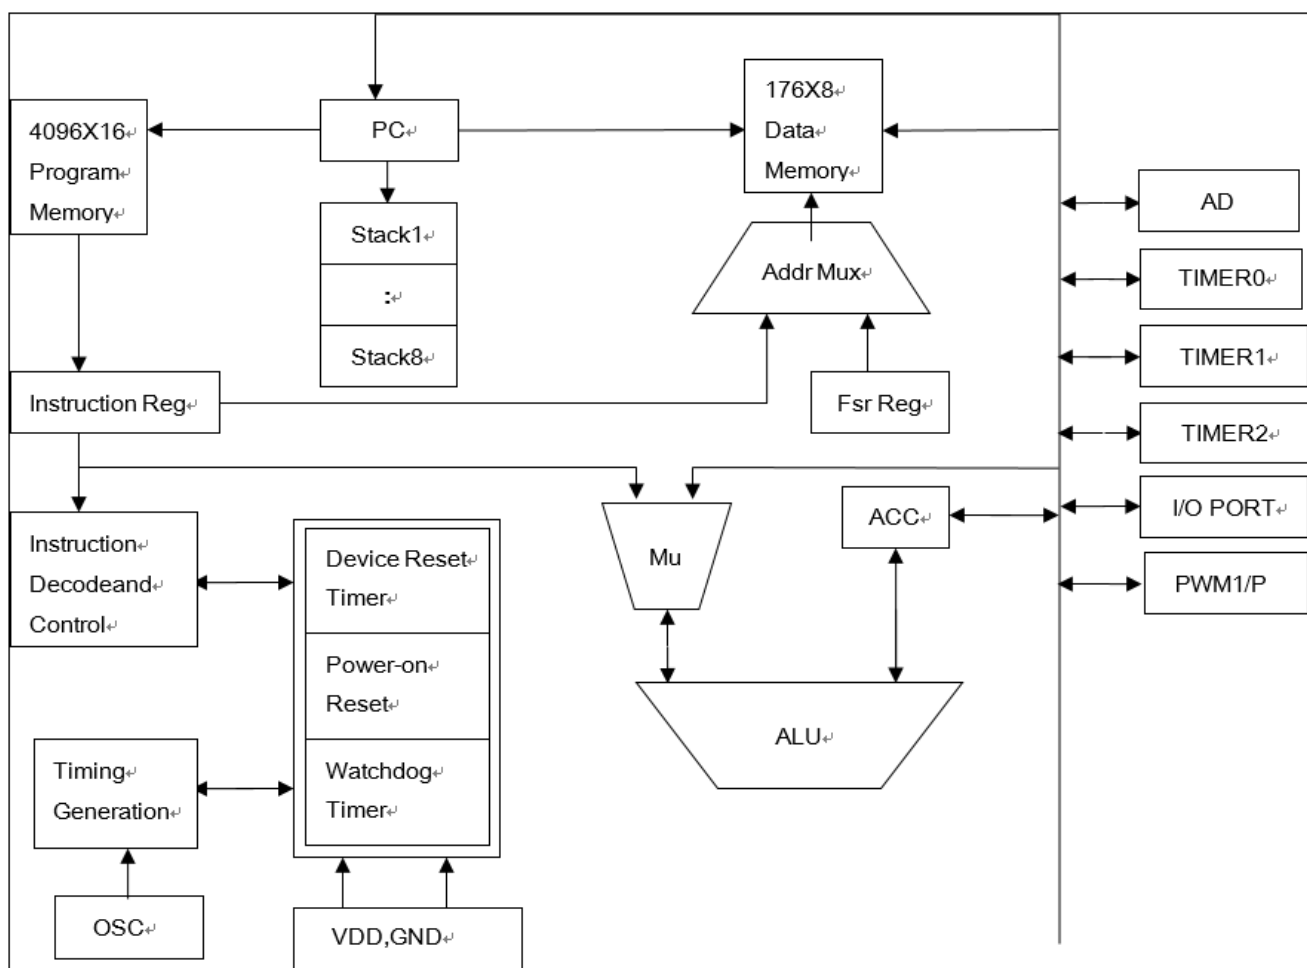 4096X16
Program
Memory
PC
Stack1
:
Stack8
176X8
Data
Memory
Addr Mux
Instruction Reg
Fsr Reg
Instruction
Decodeand
Control
Device Reset
Timer
Power-on
Reset
Watchdog
Timer
Timing
Generation
OSC
VDD,GND
Mu
ACC
ALU
AD
TIMER0
TIMER1
TIMER2
I/O PORT
PWM1/P